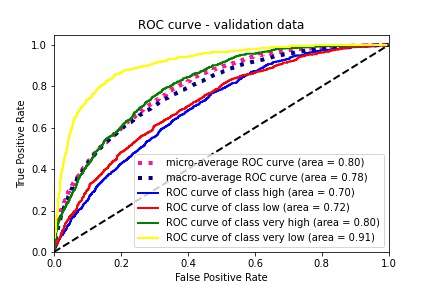 ROC curve - validation data
1.0
0.8
0.6
0.4
0.2
0.0
True Positive Rate
micro-average ROC curve (area = 0.80)
macro-average ROC curve (area = 0.78)
ROC curve of class high (area = 0.70)
ROC curve of class low (area = 0.72)
ROC curve of class very high (area = 0.80)
ROC curve of class very low (area = 0.91)
0.0 0.2 0.4 0.6 0.8 1.0
False Positive Rate